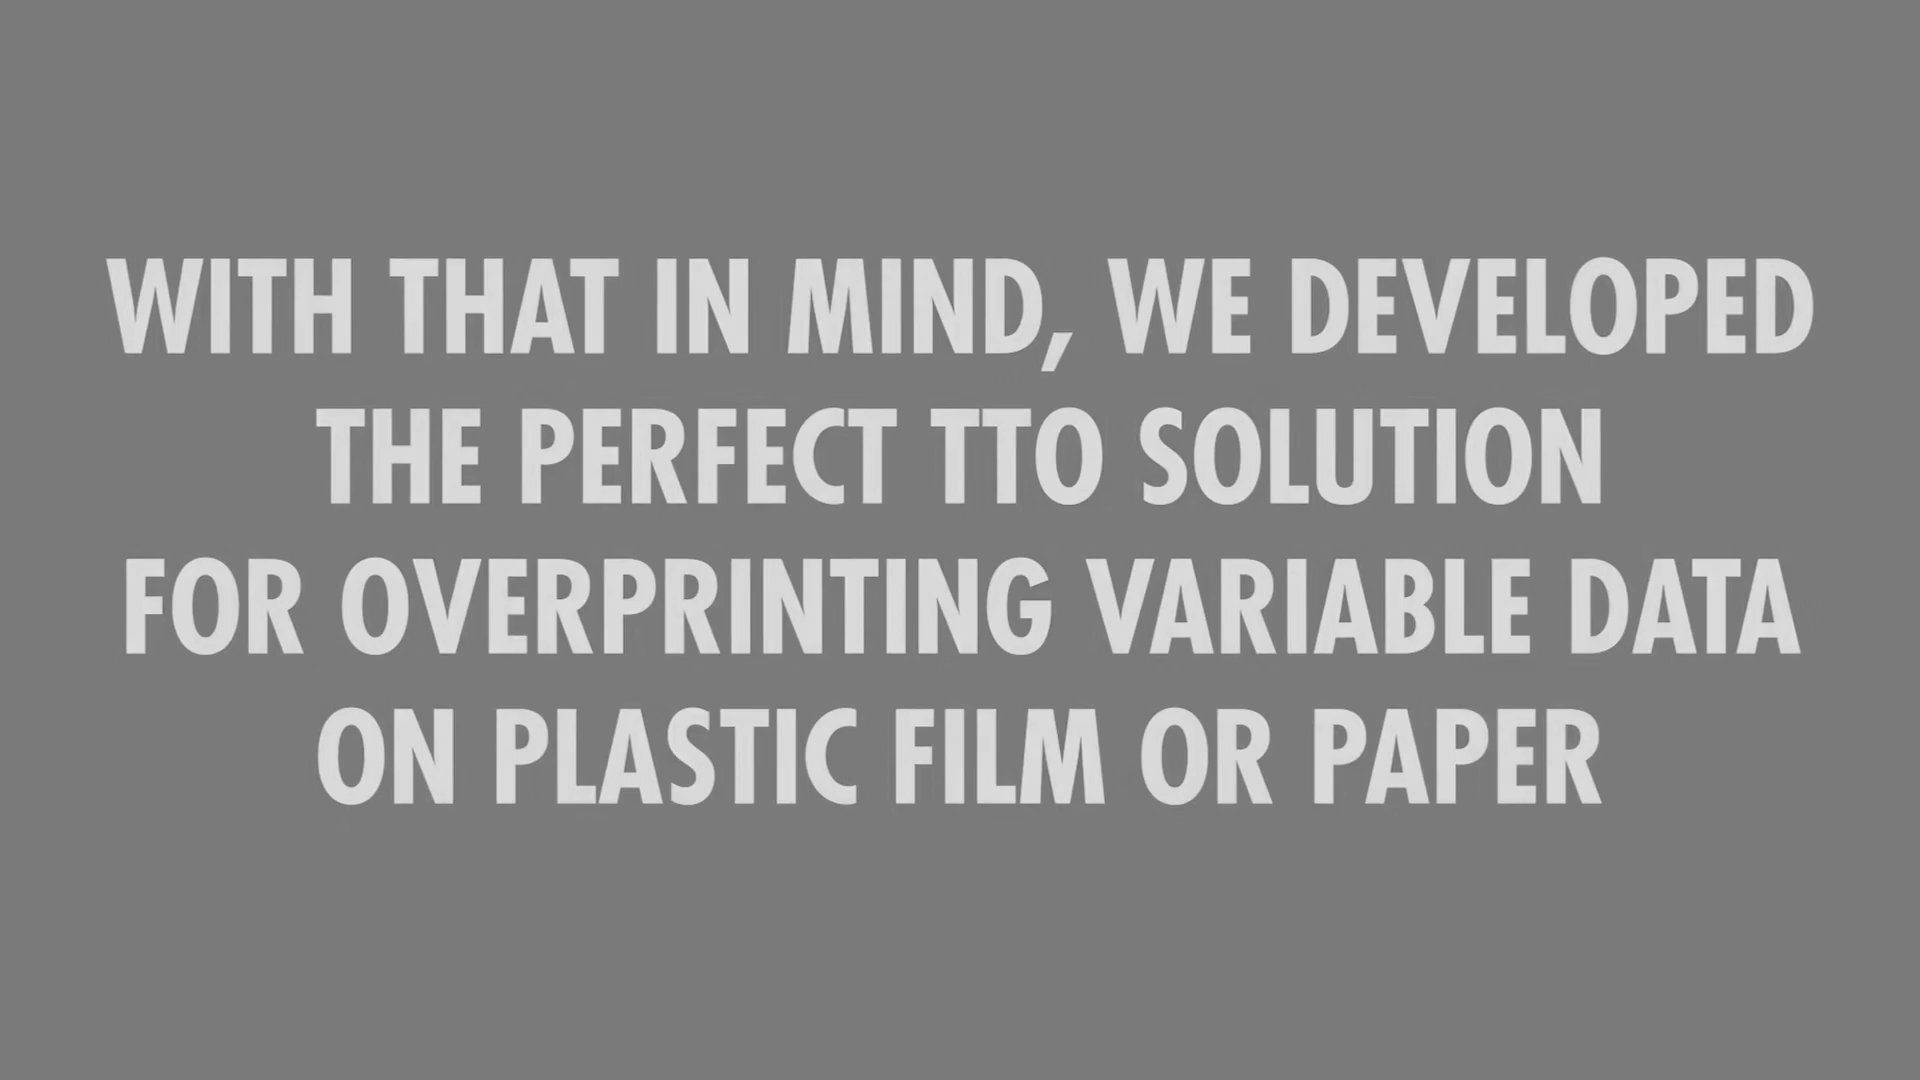 WITH THAT IN MIND, WE DEVELOPED
THE PERFECT TTO SOLUTION
FOR OVERPRINTING VARIABLE DATA
ON PLASTIC FILM OR PAPER